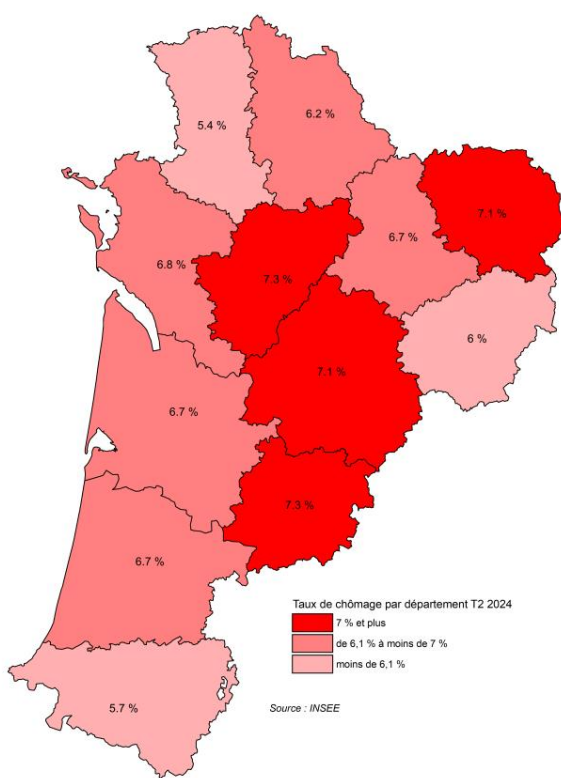 5.4 %
6.2 %
7.1 %
6.7 %
6.8 %
7.3 %
6 %
7.1 %
6.7 %
7.3 %
6.7 %
Taux de chômage par département T2 2024
7 % et plus
de 6,1 % à moins de 7 %
moins de 6,1 %
5.7 %
Source : INSEE